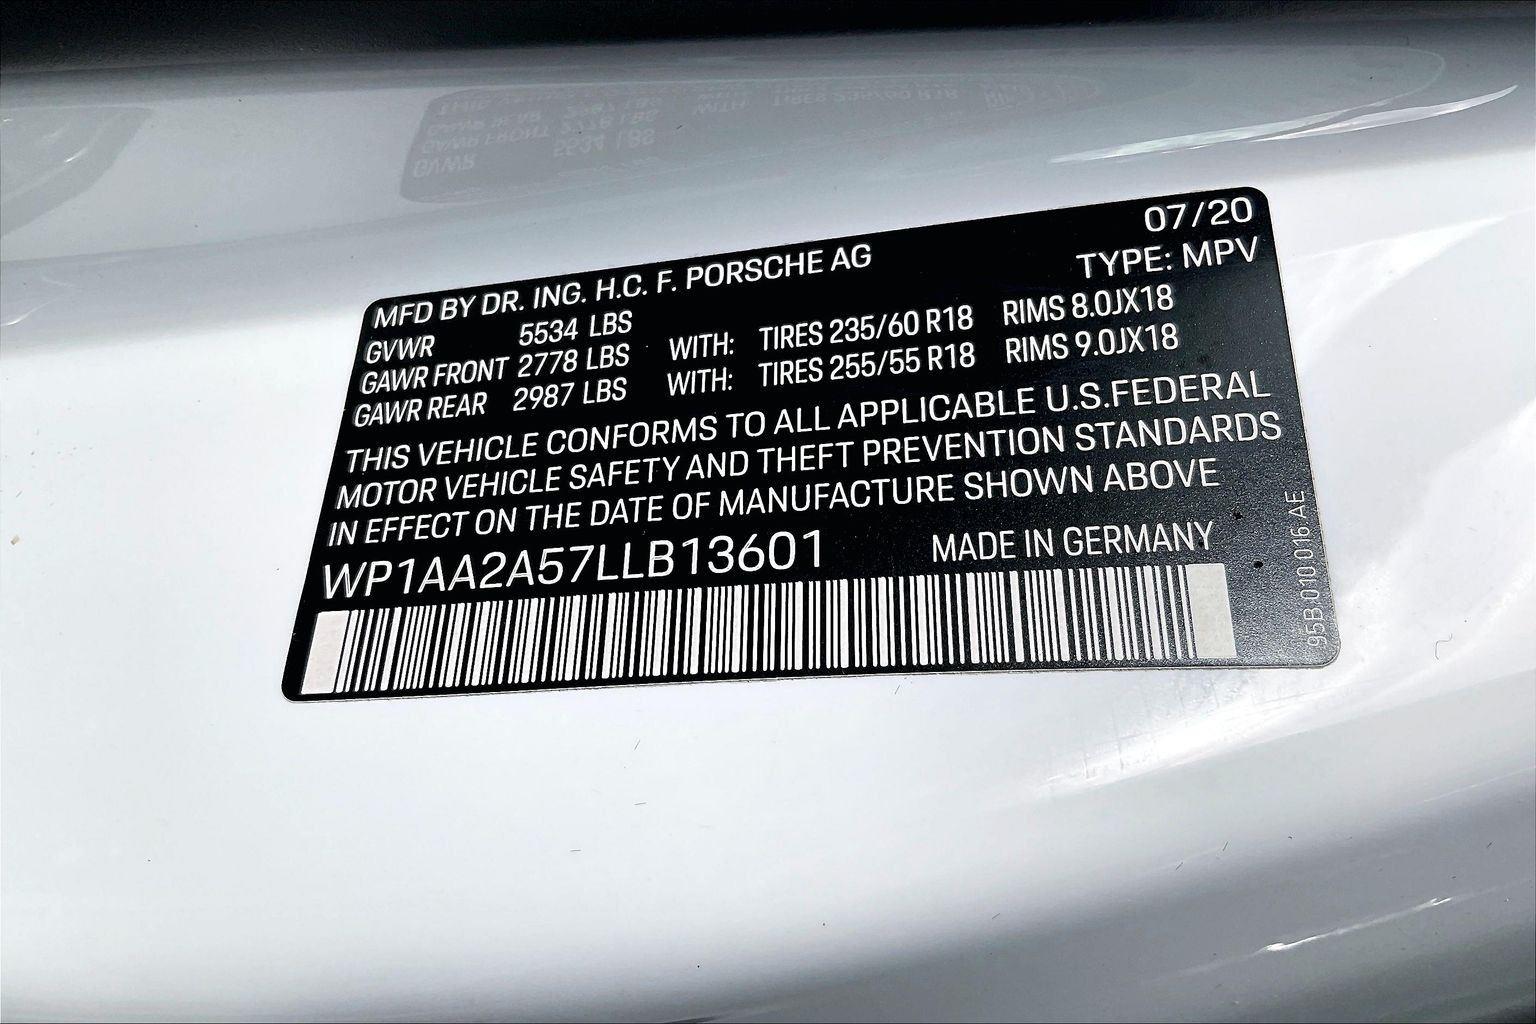 07/20
MFD BY DR. ING. H.C. F. PORSCHE AG TYPE: MPV
GVWR 5534 LBS
GAWR FRONT 2778 LBS WITH: TIRES 235/60 R18 RIMS 8.0JX18
GAWR REAR 2987 LBS WITH: TIRES 255/55 R18 RIMS 9.0JX18
THIS VEHICLE CONFORMS TO ALL APPLICABLE U.S.FEDERAL
MOTOR VEHICLE SAFETY AND THEFT PREVENTION STANDARDS
IN EFFECT ON THE DATE OF MANUFACTURE SHOWN ABOVE
WP1AA2A57LLB13601 MADE IN GERMANY
95B 010016 AE